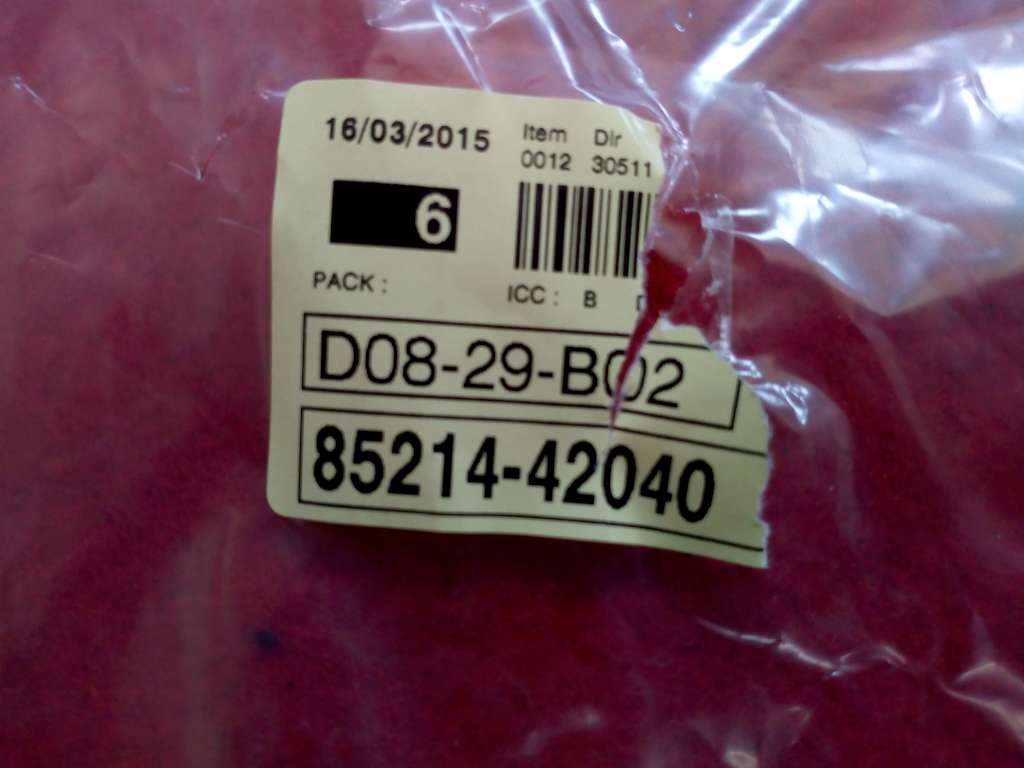 16/03/2015
Item Dlr
0012 30511
6
PACK :
ICC : B
D08-29-B02
85214-42040